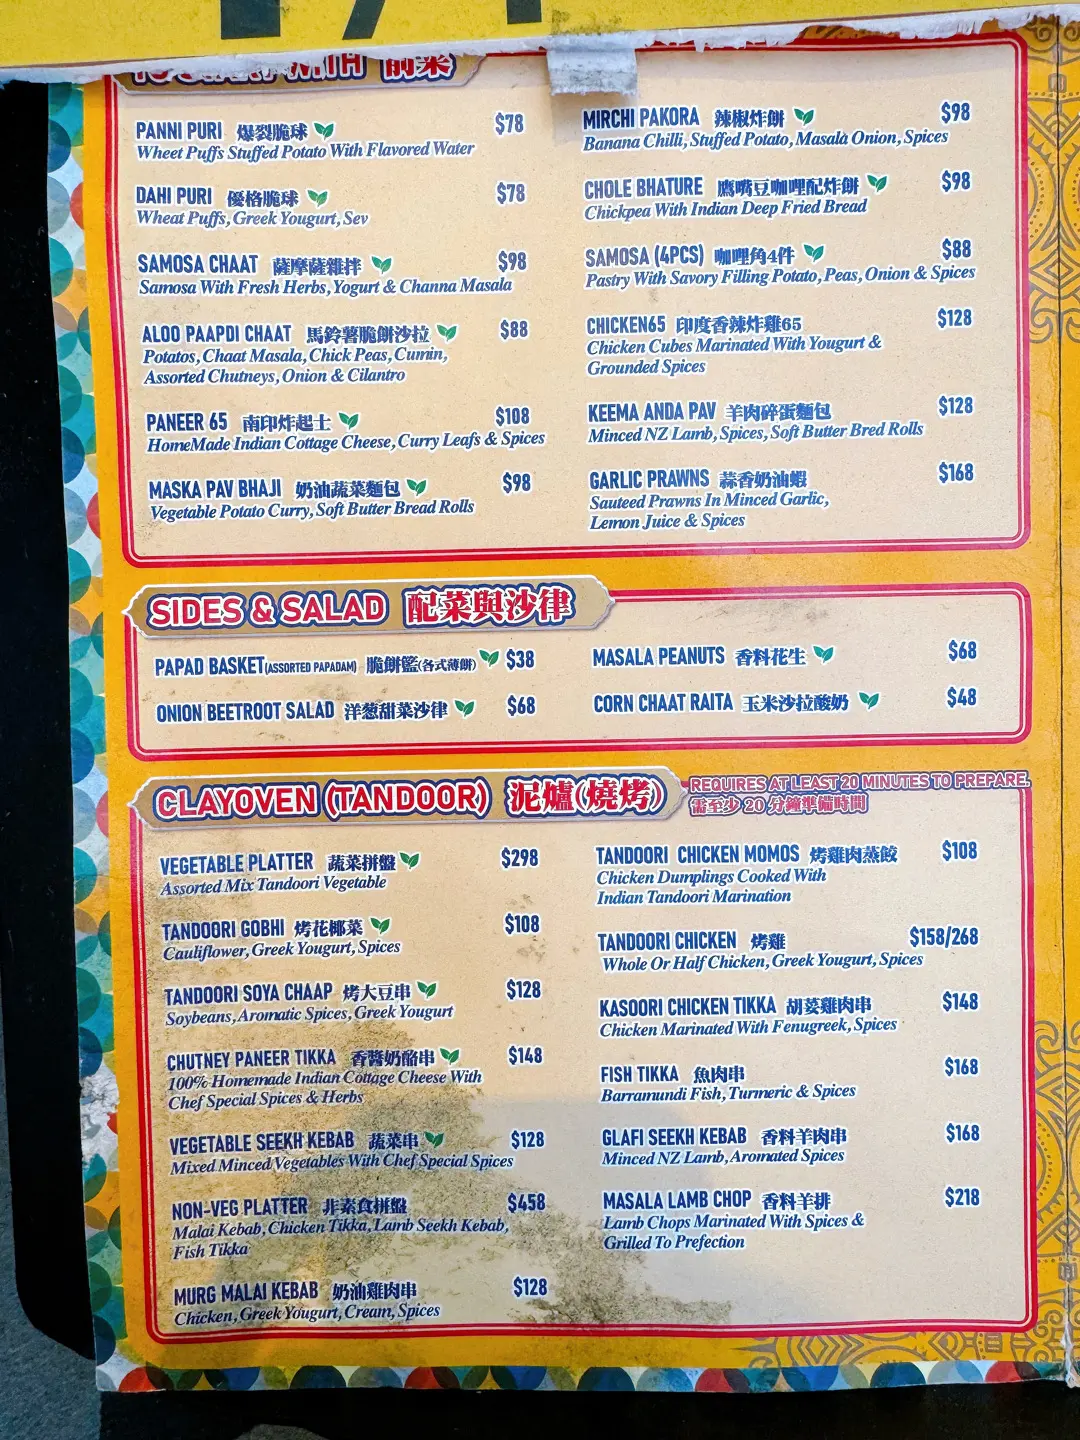 TO START WITH 前菜
PANNI PURI 爆裂脆球 $78
Wheet Puffs Stuffed Potato With Flavored Water
DAHI PURI 優格脆球 $78
Wheat Puffs, Greek Yougurt, Sev
SAMOSA CHAAT 薩摩薩雜拌 $98
Samosa With Fresh Herbs, Yogurt & Channa Masala
ALOO PAAPDI CHAAT 馬鈴薯脆餅沙拉 $88
Potatos, Chaat Masala, Chick Peas, Cumin,
Assorted Chutneys, Onion & Cilantro
PANEER 65 南印炸起士 $108
HomeMade Indian Cottage Cheese, Curry Leafs & Spices
MASKA PAV BHAJI 奶油蔬菜麵包 $98
Vegetable Potato Curry, Soft Butter Bread Rolls
MIRCHI PAKORA 辣椒炸餅 $98
Banana Chilli, Stuffed Potato, Masala Onion, Spices
CHOLE BHATURE 鷹嘴豆咖哩配炸餅 $98
Chickpea With Indian Deep Fried Bread
SAMOSA (4PCS) 咖哩角4件 $88
Pastry With Savory Filling Potato, Peas, Onion & Spices
CHICKEN65 印度香辣炸雞65 $128
Chicken Cubes Marinated With Yougurt &
Grounded Spices
KEEMA ANDA PAV 羊肉碎蛋麵包 $128
Minced NZ Lamb, Spices, Soft Butter Bred Rolls
GARLIC PRAWNS 蒜香奶油蝦 $168
Sauteed Prawns In Minced Garlic,
Lemon Juice & Spices
SIDES & SALAD 配菜與沙律
PAPAD BASKET(ASSORTED PAPADAM) 脆餅籃(各式薄餅) $38
ONION BEETROOT SALAD 洋葱甜菜沙律 $68
MASALA PEANUTS 香料花生 $68
CORN CHAAT RAITA 玉米沙拉酸奶 $48
CLAYOVEN (TANDOOR) 泥爐(燒烤)
REQUIRES AT LEAST 20 MINUTES TO PREPARE.
需至少 20 分鐘準備時間
VEGETABLE PLATTER 蔬菜拼盤 $298
Assorted Mix Tandoori Vegetable
TANDOORI GOBHI 烤花椰菜 $108
Cauliflower, Greek Yougurt, Spices
TANDOORI SOYA CHAAP 烤大豆串 $128
Soybeans, Aromatic Spices, Greek Yougurt
CHUTNEY PANEER TIKKA 香醬奶酪串 $148
100% Homemade Indian Cottage Cheese With
Chef Special Spices & Herbs
VEGETABLE SEEKH KEBAB 蔬菜串 $128
Mixed Minced Vegetables With Chef Special Spices
NON-VEG PLATTER 非素食拼盤 $458
Malai Kebab, Chicken Tikka, Lamb Seekh Kebab,
Fish Tikka
MURG MALAI KEBAB 奶油雞肉串 $128
Chicken, Greek Yougurt, Cream, Spices
TANDOORI CHICKEN MOMOS 烤雞肉蒸餃 $108
Chicken Dumplings Cooked With
Indian Tandoori Marination
TANDOORI CHICKEN 烤雞 $158/268
Whole Or Half Chicken, Greek Yougurt, Spices
KASOORI CHICKEN TIKKA 胡荽雞肉串 $148
Chicken Marinated With Fenugreek, Spices
FISH TIKKA 魚肉串 $168
Barramundi Fish, Turmeric & Spices
GLAFI SEEKH KEBAB 香料羊肉串 $168
Minced NZ Lamb, Aromated Spices
MASALA LAMB CHOP 香料羊排 $218
Lamb Chops Marinated With Spices &
Grilled To Prefection